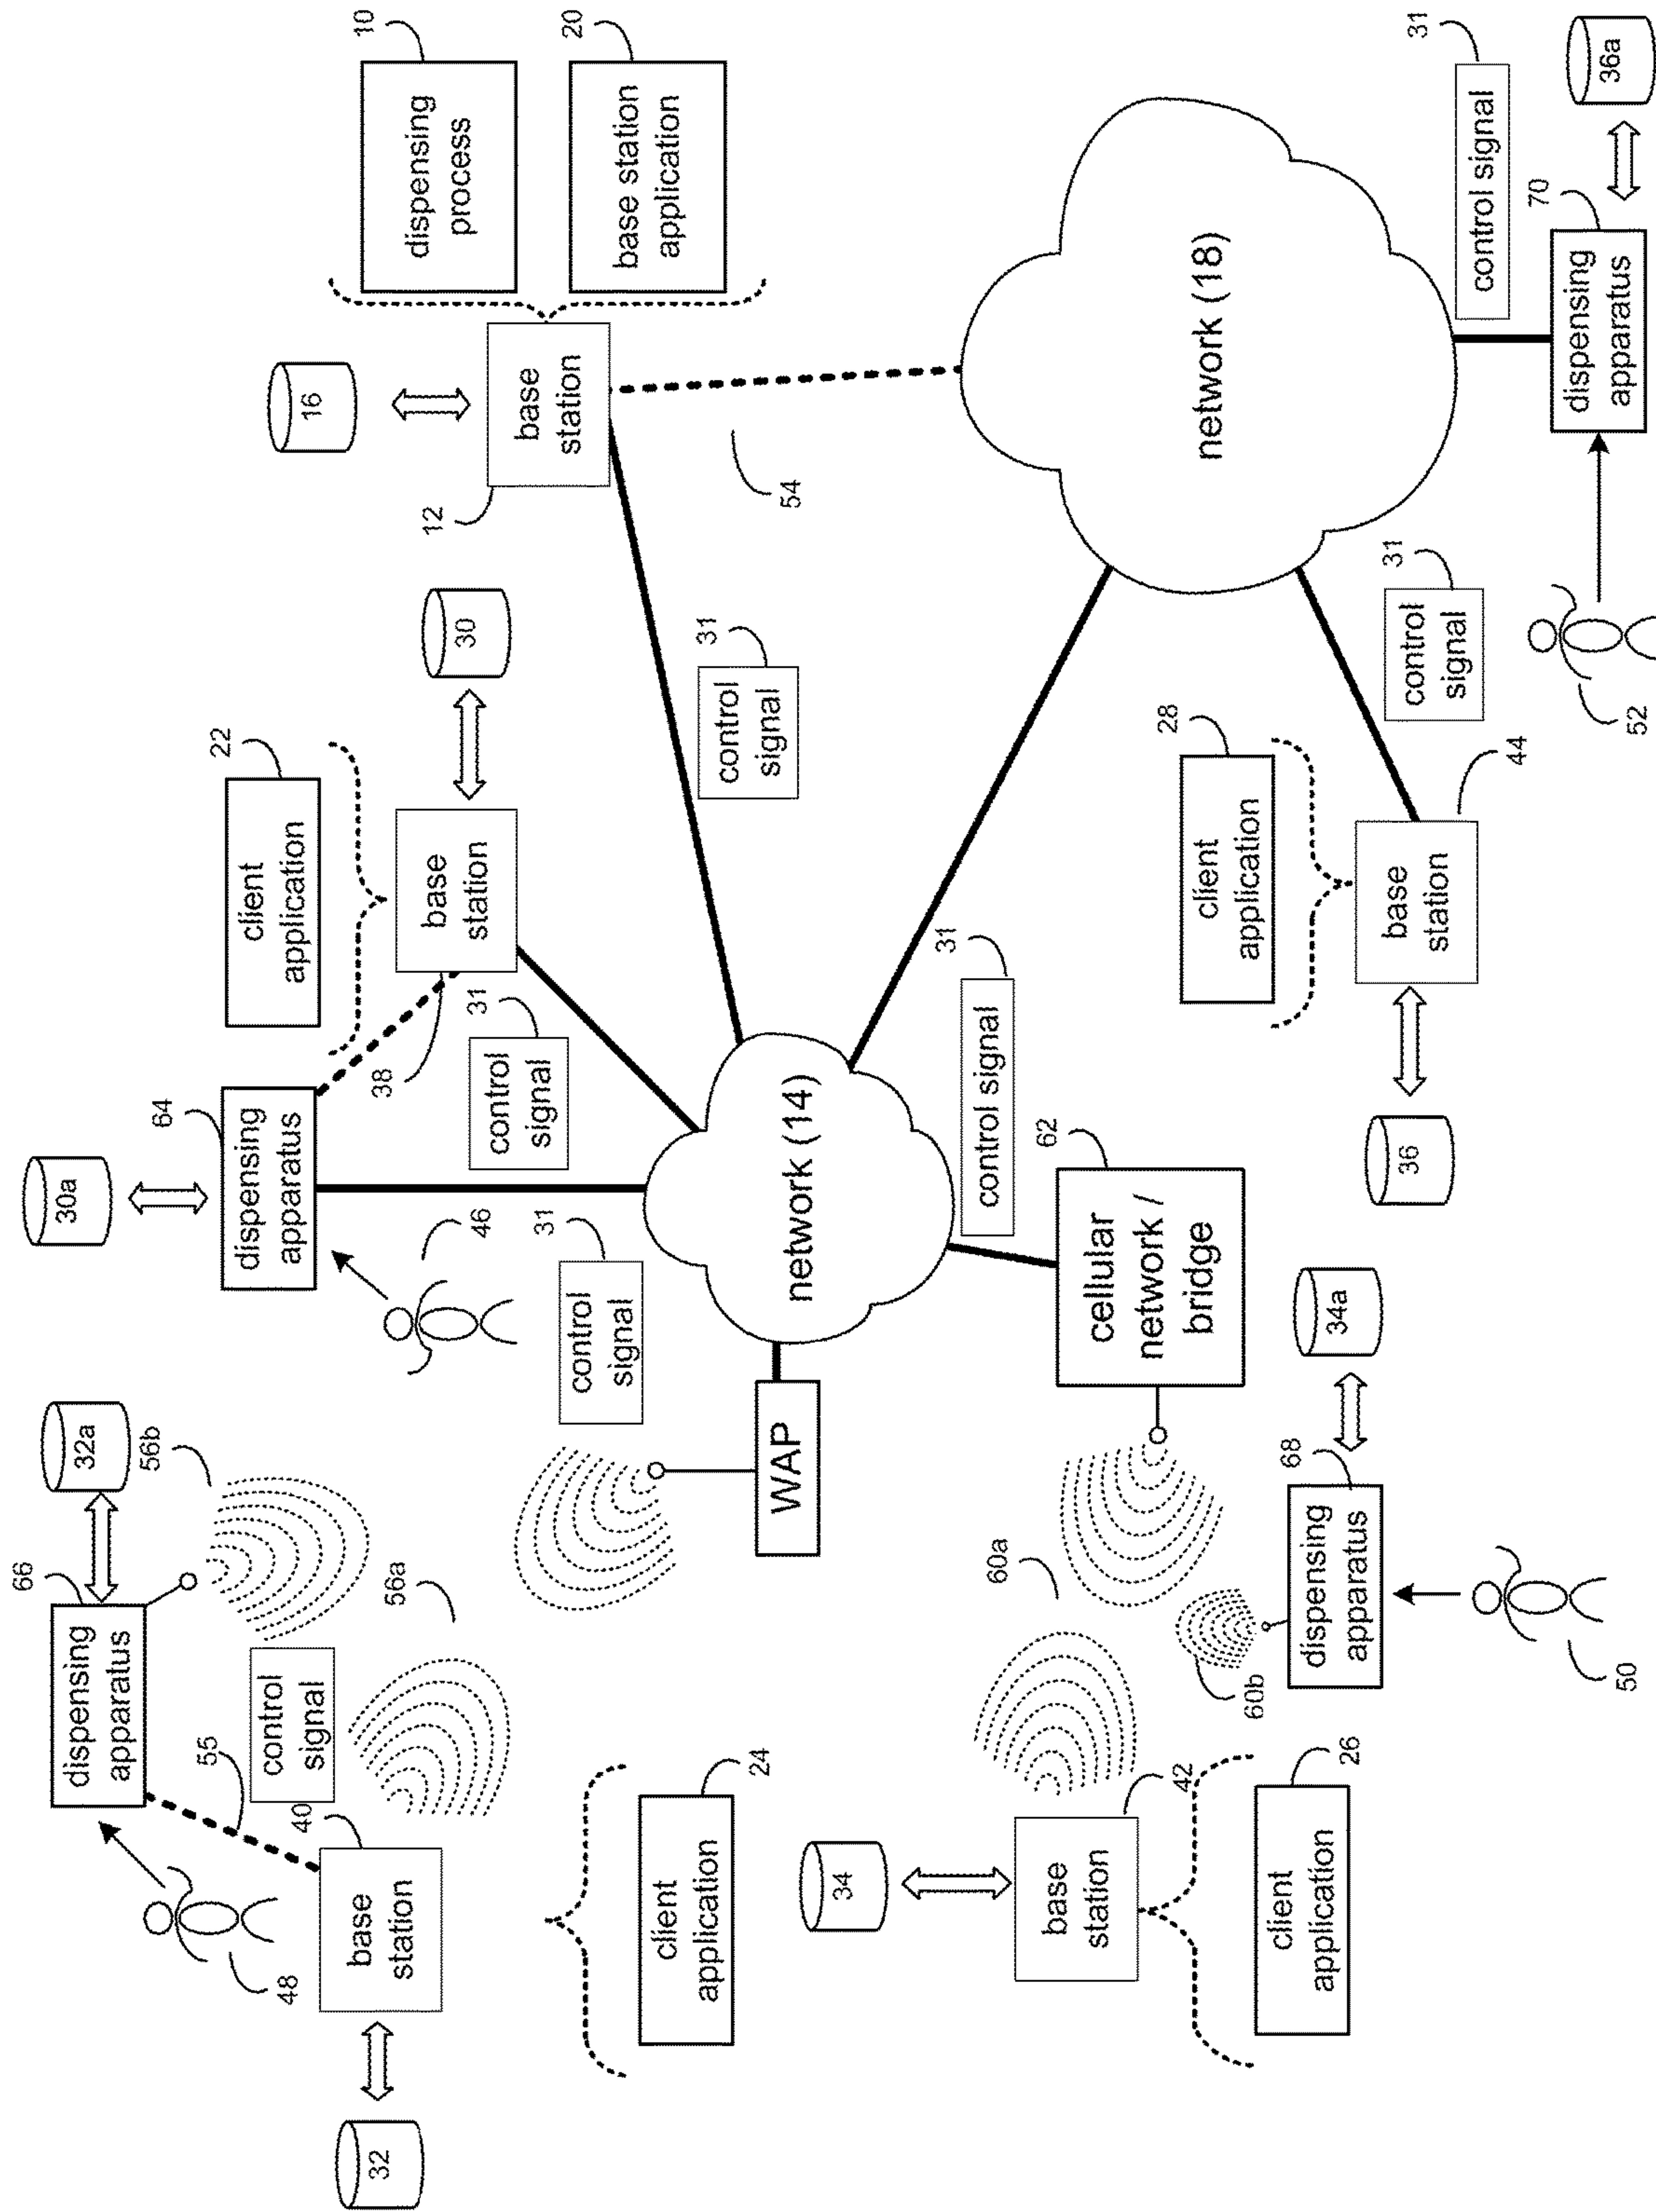 32a
66
dispensing
apparatus
56b
30a
64
dispensing
apparatus
48
55
control
signal
56a
22
client
application
16
10
dispensing
process
32
40
base
station
46
38
base
station
30
12
base
station
20
base station
application
31
control
signal
31
control
signal
24
client
application
WAP
31
control
signal
54
network (14)
34
42
base
station
60a
31
control signal
62
cellular
network /
bridge
network (18)
60b
26
client
application
68
dispensing
apparatus
34a
28
client
application
50
36
base
station
44
31
control
signal
31
control signal
52
70
dispensing
apparatus
36a